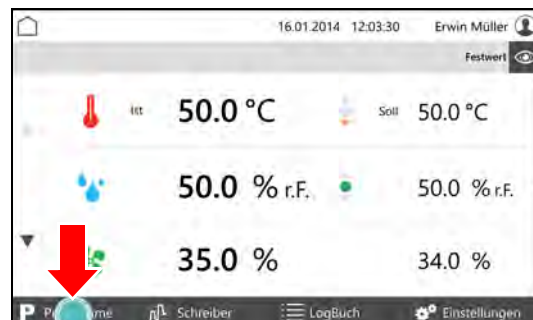 16.01.2014 12:03:30 Erwin Müller
Festwert
Ist 50.0 °C Soll 50.0 °C
50.0 % r.F. 50.0 % r.F.
35.0 % 34.0 %
P Schreiber LogBuch Einstellungen